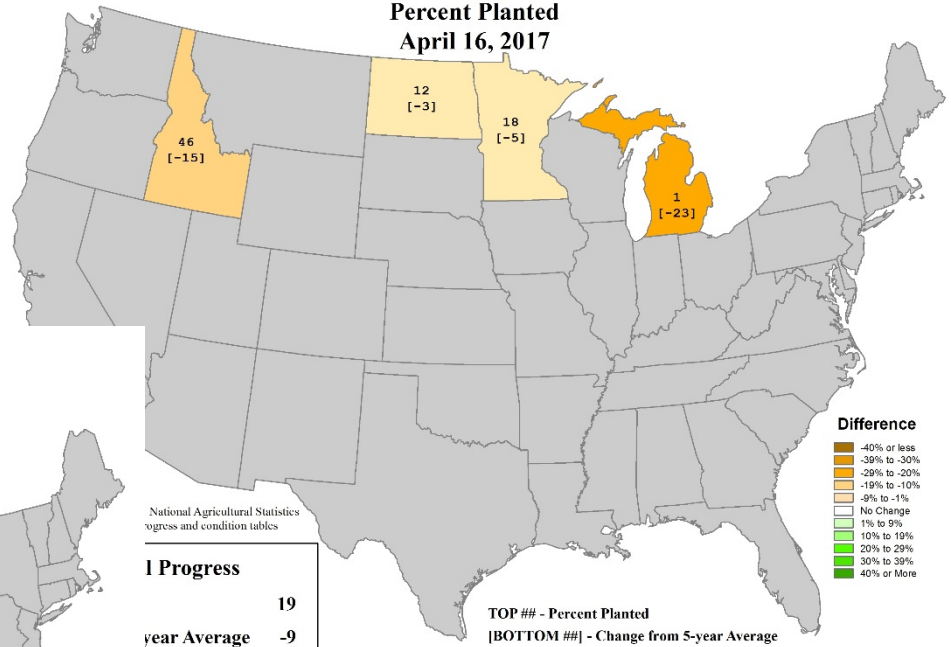 Percent Planted
April 16, 2017
12
[-3]
18
[-5]
46
[-15]
1
[-23]
Difference
-40% or less
-39% to -30%
-29% to -20%
-19% to -10%
-9% to -1%
No Change
1% to 9%
10% to 19%
20% to 29%
30% to 39%
40% or More
National Agricultural Statistics
rogress and condition tables
l Progress
19
year Average -9
TOP ## - Percent Planted
[BOTTOM ##] - Change from 5-year Average